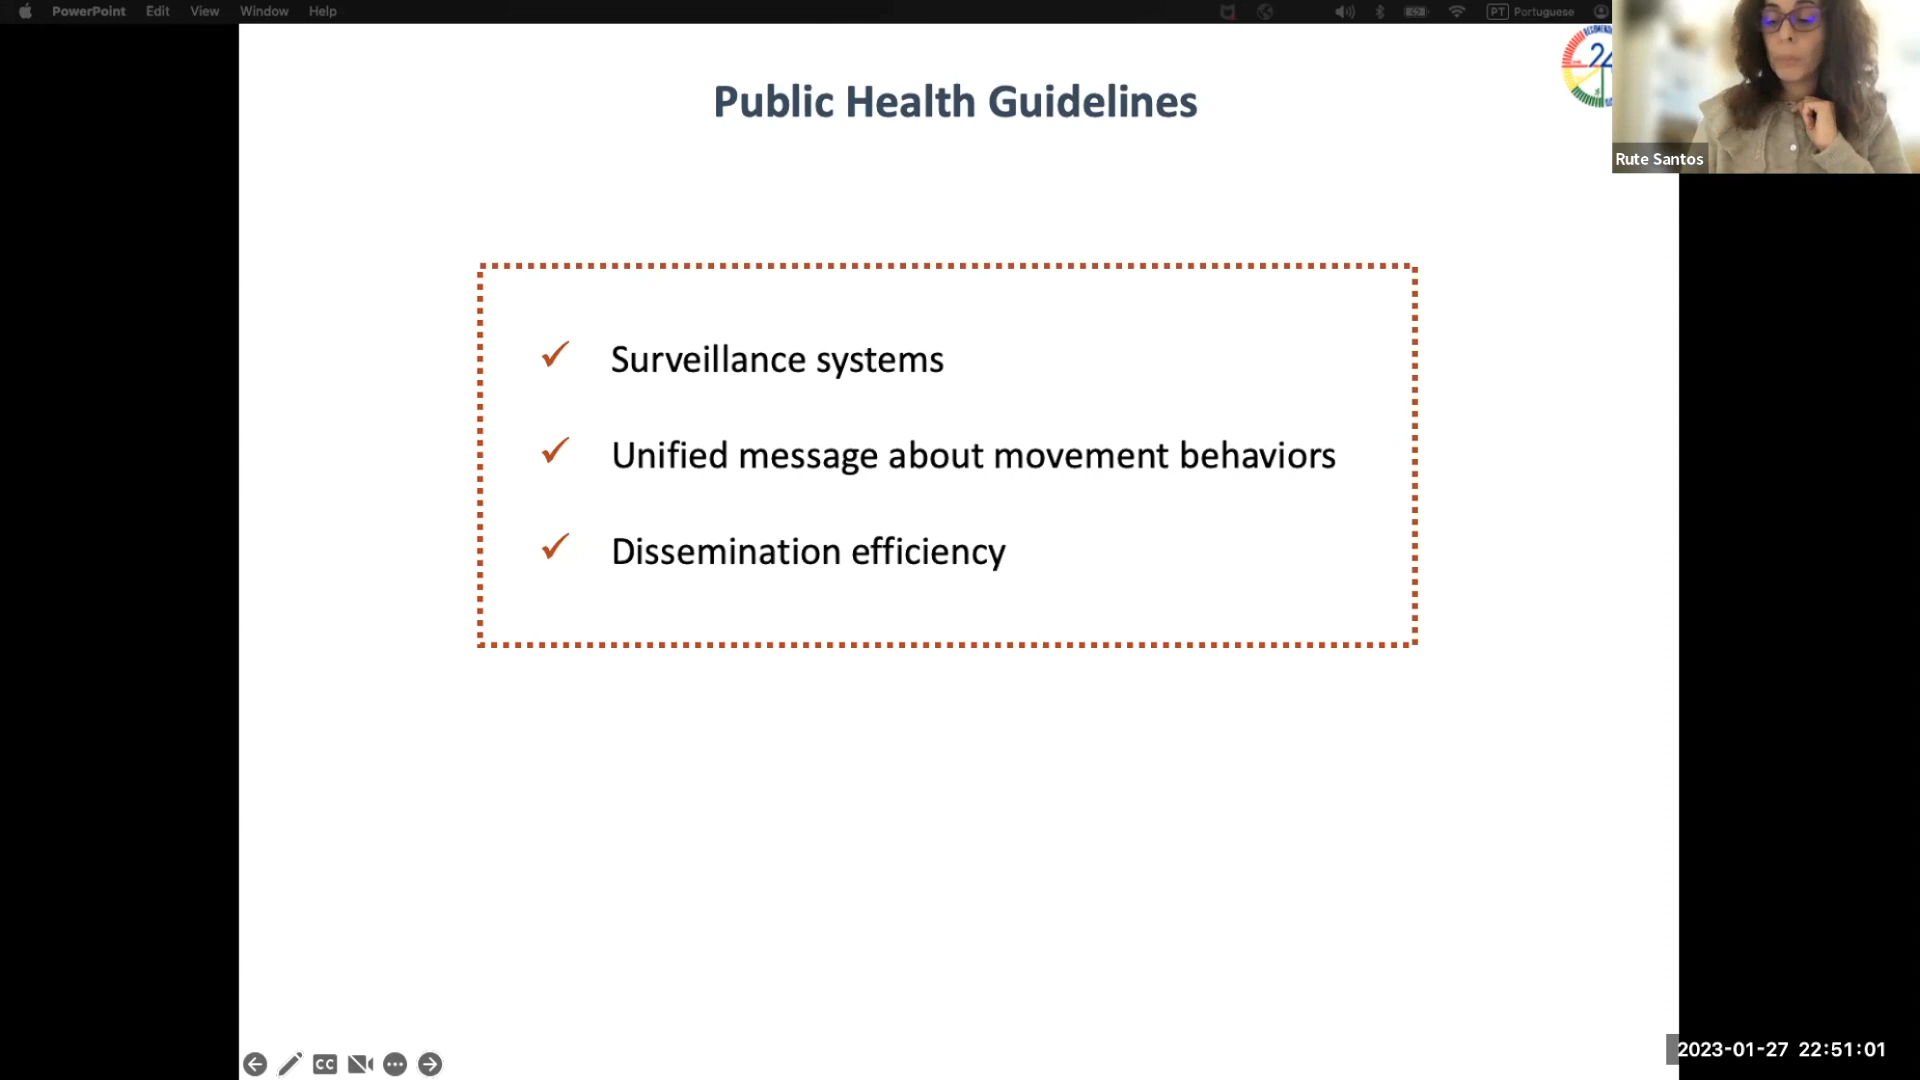 PowerPoint Edit View Window Help PT Portuguese
24
Public Health Guidelines
Rute Santos
Surveillance systems
Unified message about movement behaviors
Dissemination efficiency
CC
2023-01-27 22:51:01